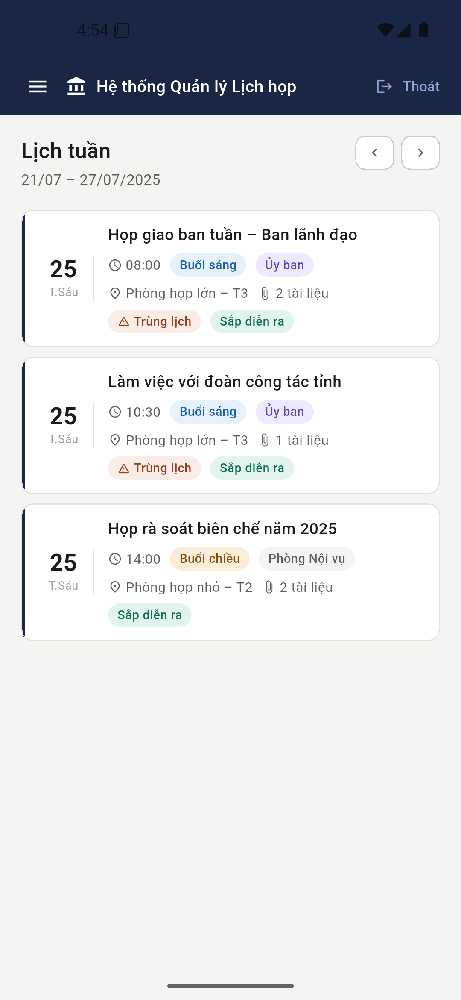 4:54
Hệ thống Quản lý Lịch họp
Thoát
Lịch tuần
21/07 – 27/07/2025
25
T.Sáu
Họp giao ban tuần – Ban lãnh đạo
08:00 Buổi sáng Ủy ban
Phòng họp lớn – T3 2 tài liệu
Trùng lịch Sắp diễn ra
25
T.Sáu
Làm việc với đoàn công tác tỉnh
10:30 Buổi sáng Ủy ban
Phòng họp lớn – T3 1 tài liệu
Trùng lịch Sắp diễn ra
25
T.Sáu
Họp rà soát biên chế năm 2025
14:00 Buổi chiều Phòng Nội vụ
Phòng họp nhỏ – T2 2 tài liệu
Sắp diễn ra